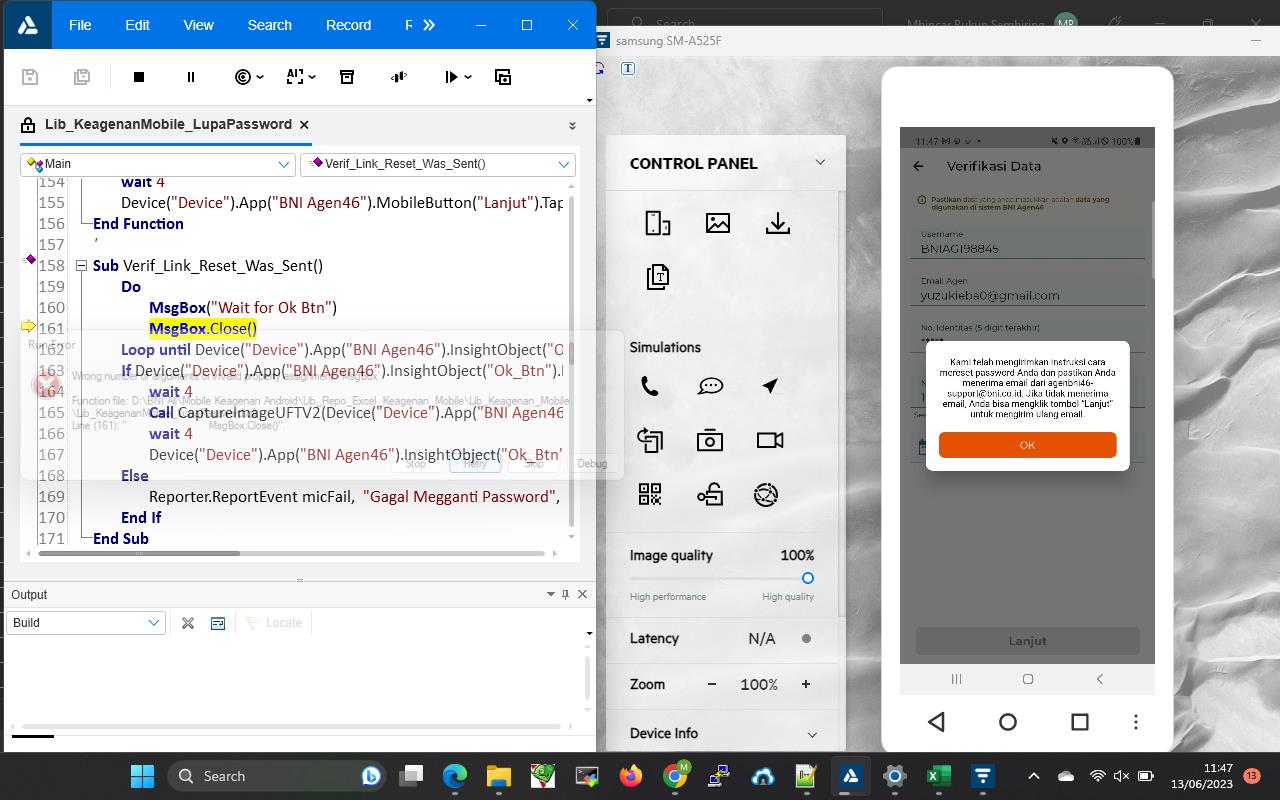 File Edit View Search Record R
Search
Mhincar Rukun Sembiring MR
samsung SM-A525F
Lib_KeagenanMobile_LupaPassword
Main
Verif_Link_Reset_Was_Sent()
154 wait 4
155 Device("Device").App("BNI Agen46").MobileButton("Lanjut").Tap
156 End Function
157 '
158 Sub Verif_Link_Reset_Was_Sent()
159 Do
160 MsgBox("Wait for Ok Btn")
161 MsgBox.Close()
162 Loop until Device("Device").App("BNI Agen46").InsightObject("O
163 If Device("Device").App("BNI Agen46").InsightObject("Ok_Btn").
164 wait 4
165 Call CaptureImageUFTV2(Device("Device").App("BNI Agen46
166 wait 4
167 Device("Device").App("BNI Agen46").InsightObject("Ok_Btn"
168 Else
169 Reporter.ReportEvent micFail, "Gagal Megganti Password",
170 End If
171 End Sub
Run Error
Wrong number of arguments or invalid property assignment: 'MsgBox'
Function file: D:\BNI All\Mobile Keagenan Android\Lib_Repo_Excel_Keagenan_Mobile\Lib_Keagenan_Mobile
Line (161): " MsgBox.Close()".
Stop Retry Skip Debug
Output
Build
Locate
CONTROL PANEL
Simulations
Image quality 100%
High performance High quality
Latency N/A
Zoom − 100% +
Device Info
11:47 100%
Verifikasi Data
Pastikan data yang anda masukkan adalah data yang
digunakan di sistem BNI Agen46
Username
BNIAG198845
Email Agen
yuzukieba0@gmail.com
No. Identitas (5 digit terakhir)
•••••
Kami telah mengirimkan instruksi cara
mereset password Anda dan pastikan Anda
menerima email dari agenbni46-
support@bni.co.id. Jika tidak menerima
email, Anda bisa mengklik tombol "Lanjut"
untuk mengirim ulang email.
OK
Lanjut
Search
11:47
13/06/2023
13